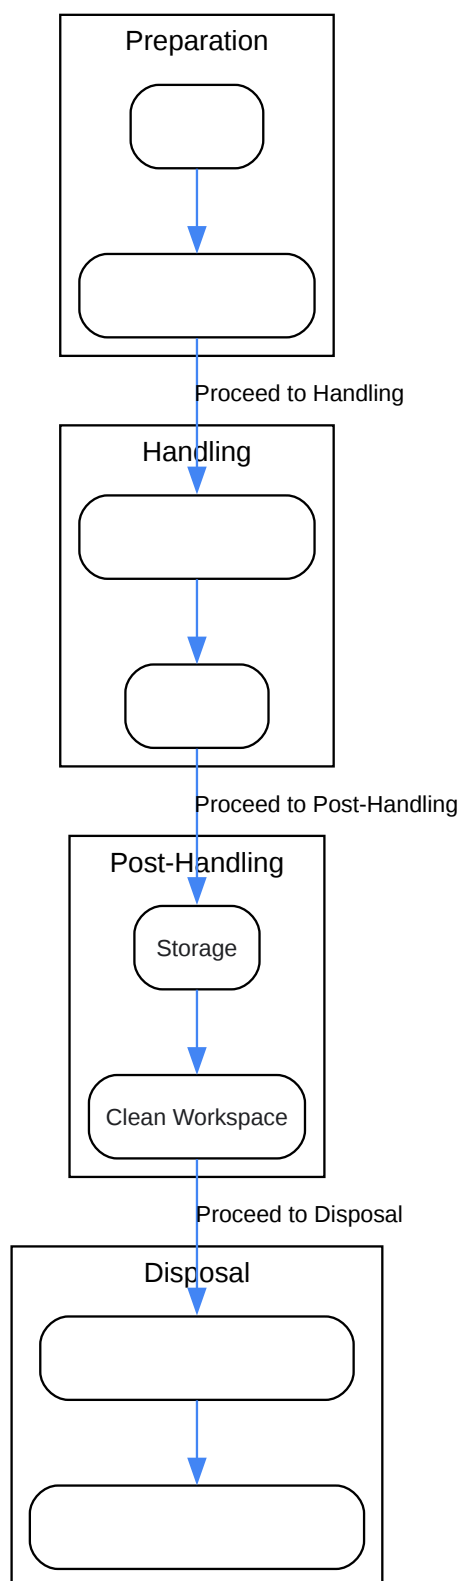 Preparation
Proceed to Handling
Handling
Proceed to Post-Handling
Post-Handling
Storage
Clean Workspace
Proceed to Disposal
Disposal